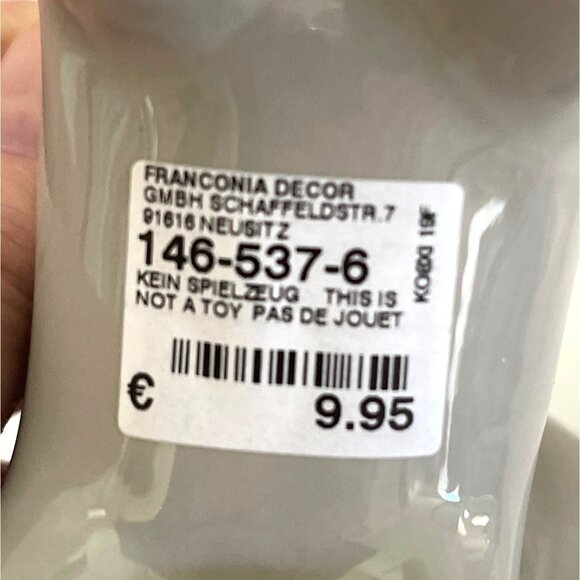 FRANCONIA DECOR
GMBH SCHAFFELDSTR.7
91616 NEUSITZ
146-537-6
KEIN SPIELZEUG THIS IS
NOT A TOY PAS DE JOUET
€ 9.95